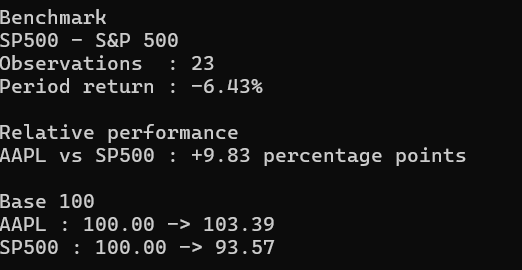 Benchmark
SP500 - S&P 500
Observations  : 23
Period return : -6.43%

Relative performance
AAPL vs SP500 : +9.83 percentage points

Base 100
AAPL : 100.00 -> 103.39
SP500 : 100.00 -> 93.57